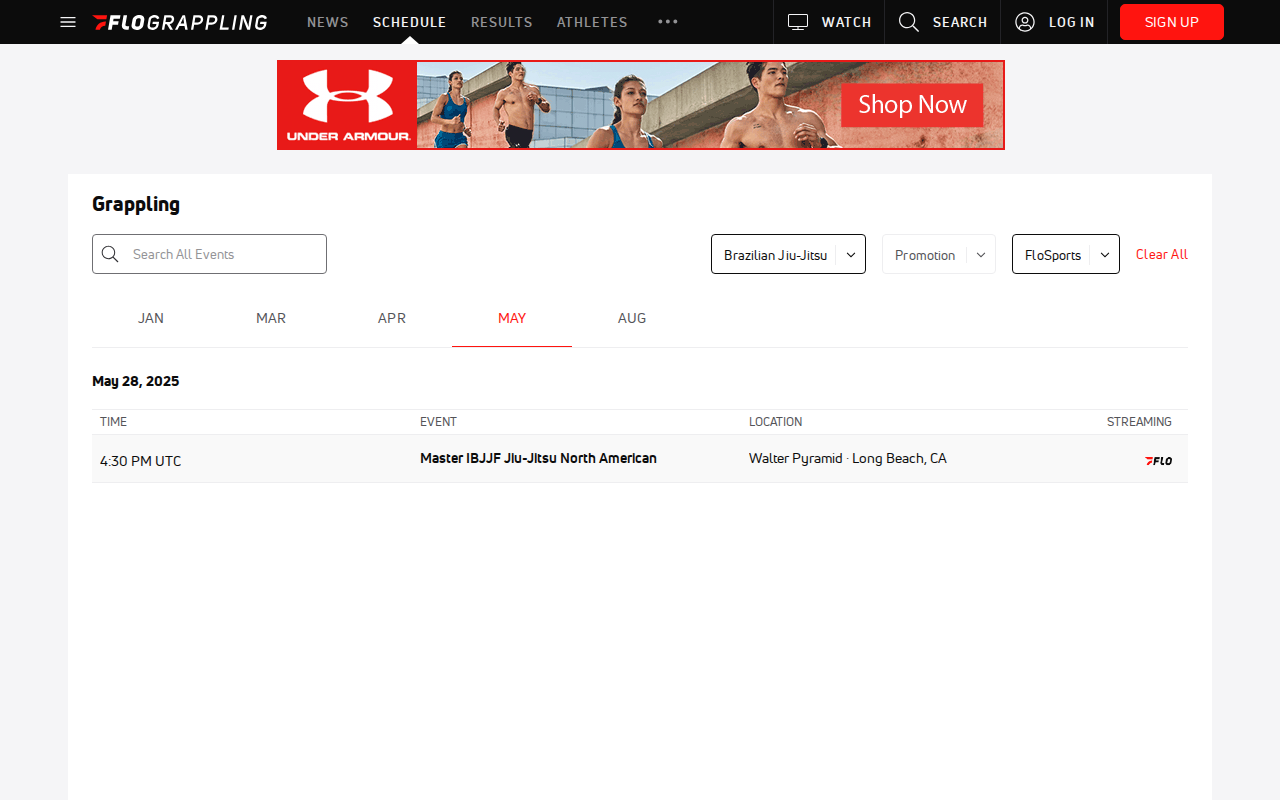 FLOGRAPPLING NEWS SCHEDULE RESULTS ATHLETES WATCH SEARCH LOG IN SIGN UP
UNDER ARMOUR. Shop Now
Grappling
Search All Events Brazilian Jiu-Jitsu Promotion FloSports Clear All
JAN MAR APR MAY AUG
May 28, 2025
TIME EVENT LOCATION STREAMING
4:30 PM UTC Master IBJJF Jiu-Jitsu North American Walter Pyramid · Long Beach, CA FLO